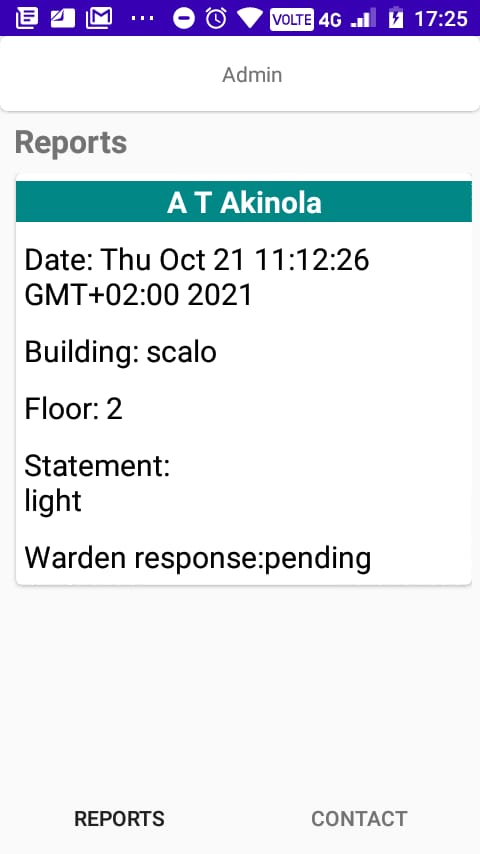 VOLTE 4G 17:25
Admin
Reports
A T Akinola
Date: Thu Oct 21 11:12:26
GMT+02:00 2021
Building: scalo
Floor: 2
Statement:
light
Warden response:pending
REPORTS CONTACT